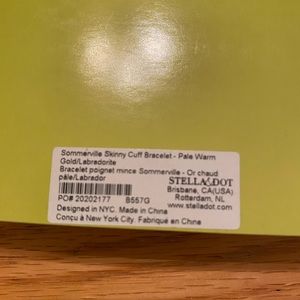 Sommerville Skinny Cuff Bracelet - Pale Warm
Gold/Labradorite
Bracelet poignet mince Sommerville - Or chaud
pâle/Labrador
STELLA & DOT
Brisbane, CA(USA)
Rotterdam, NL
www.stelladot.com
PO# 20202177 B557G
Designed in NYC. Made in China
Conçu à New York City. Fabriqué en China